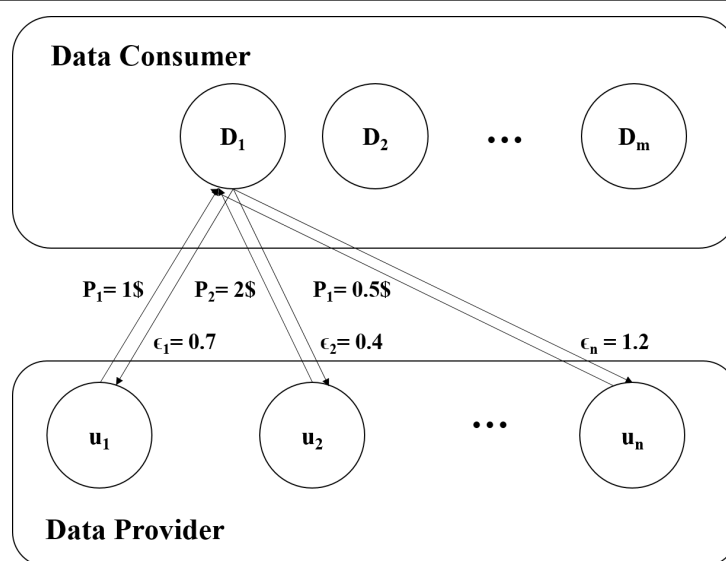 Data Consumer
D₁ D₂ ••• Dₘ
P₁= 1$ P₂= 2$ P₁= 0.5$
ϵ₁= 0.7 ϵ₂= 0.4 ϵₙ = 1.2
u₁ u₂ ••• uₙ
Data Provider